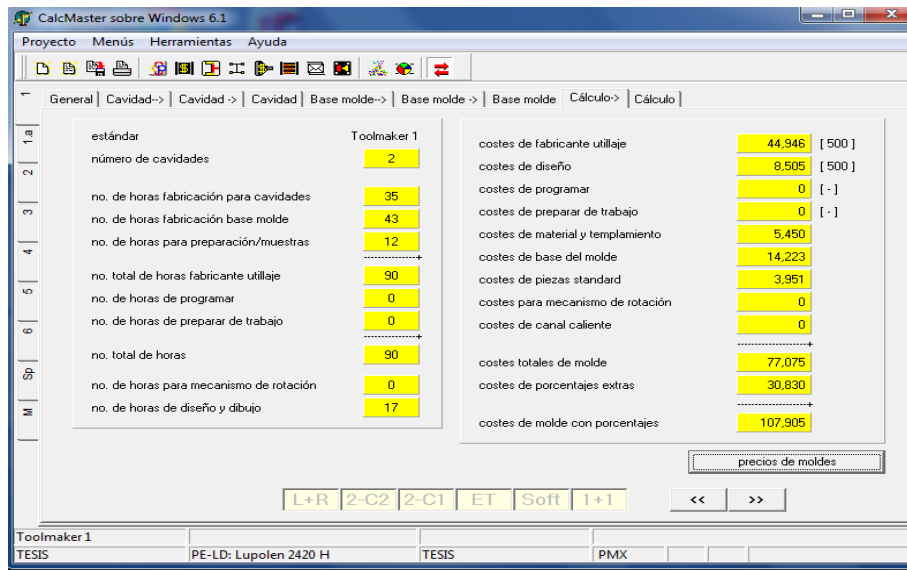 CalcMaster sobre Windows 6.1
Proyecto Menús Herramientas Ayuda
General Cavidad--> Cavidad -> Cavidad Base molde--> Base molde -> Base molde Cálculo-> Cálculo
1
1.a
2
3
4
5
6
Sp
M
estándar Toolmaker 1
número de cavidades 2
no. de horas fabricación para cavidades 35
no. de horas fabricación base molde 43
no. de horas para preparación/muestras 12
---------------+
no. total de horas fabricante utillaje 90
no. de horas de programar 0
no. de horas de preparar de trabajo 0
---------------+
no. total de horas 90
no. de horas para mecanismo de rotación 0
no. de horas de diseño y dibujo 17
costes de fabricante utillaje 44,946 [ 500 ]
costes de diseño 8,505 [ 500 ]
costes de programar 0 [ - ]
costes de preparar de trabajo 0 [ - ]
costes de material y templamiento 5,450
costes de base del molde 14,223
costes de piezas standard 3,951
costes para mecanismo de rotación 0
costes de canal caliente 0
--------------------+
costes totales de molde 77,075
costes de porcentajes extras 30,830
--------------------+
costes de molde con porcentajes 107,905
precios de moldes
L+R 2-C2 2-C1 ET Soft 1+1 << >>
Toolmaker 1
TESIS PE-LD: Lupolen 2420 H TESIS PMX